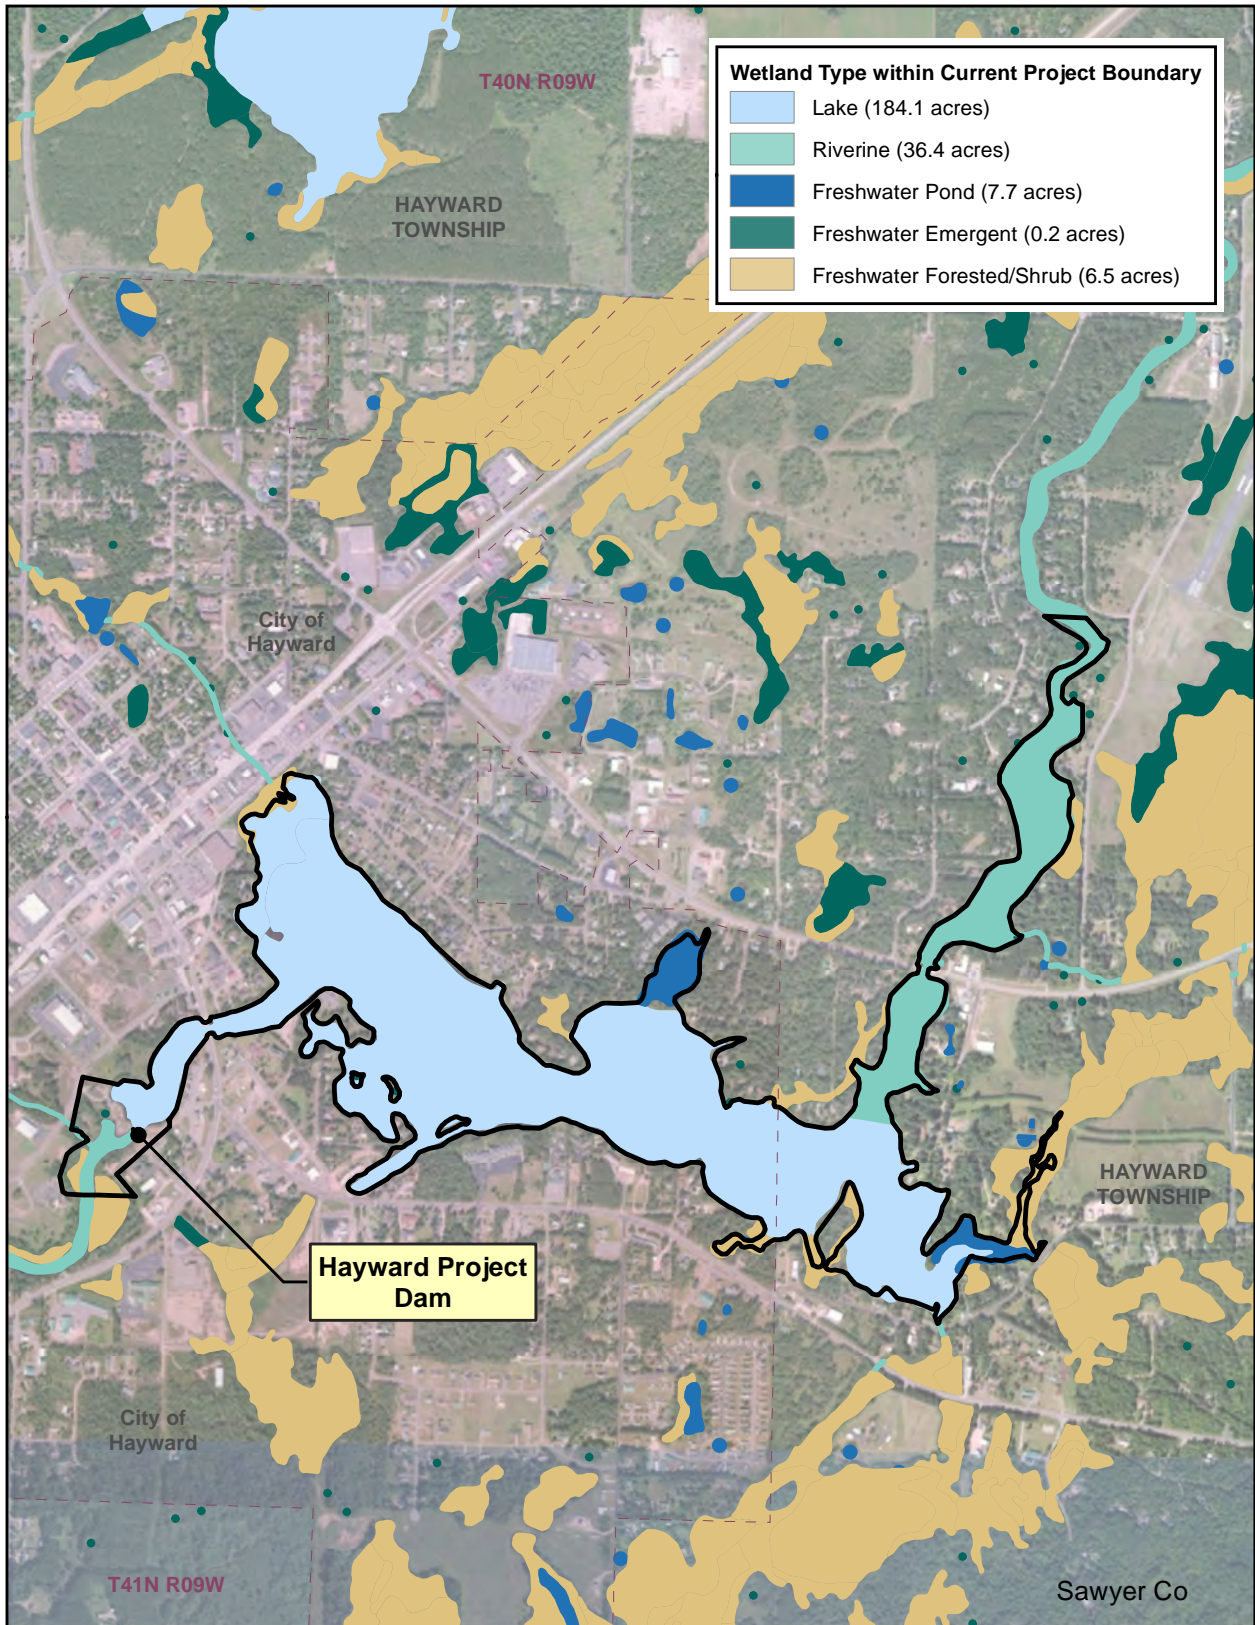 T40N R09W
Wetland Type within Current Project Boundary
Lake (184.1 acres)
Riverine (36.4 acres)
Freshwater Pond (7.7 acres)
Freshwater Emergent (0.2 acres)
Freshwater Forested/Shrub (6.5 acres)
HAYWARD
TOWNSHIP
City of
Hayward
HAYWARD
TOWNSHIP
Hayward Project
Dam
City of
Hayward
T41N R09W
Sawyer Co